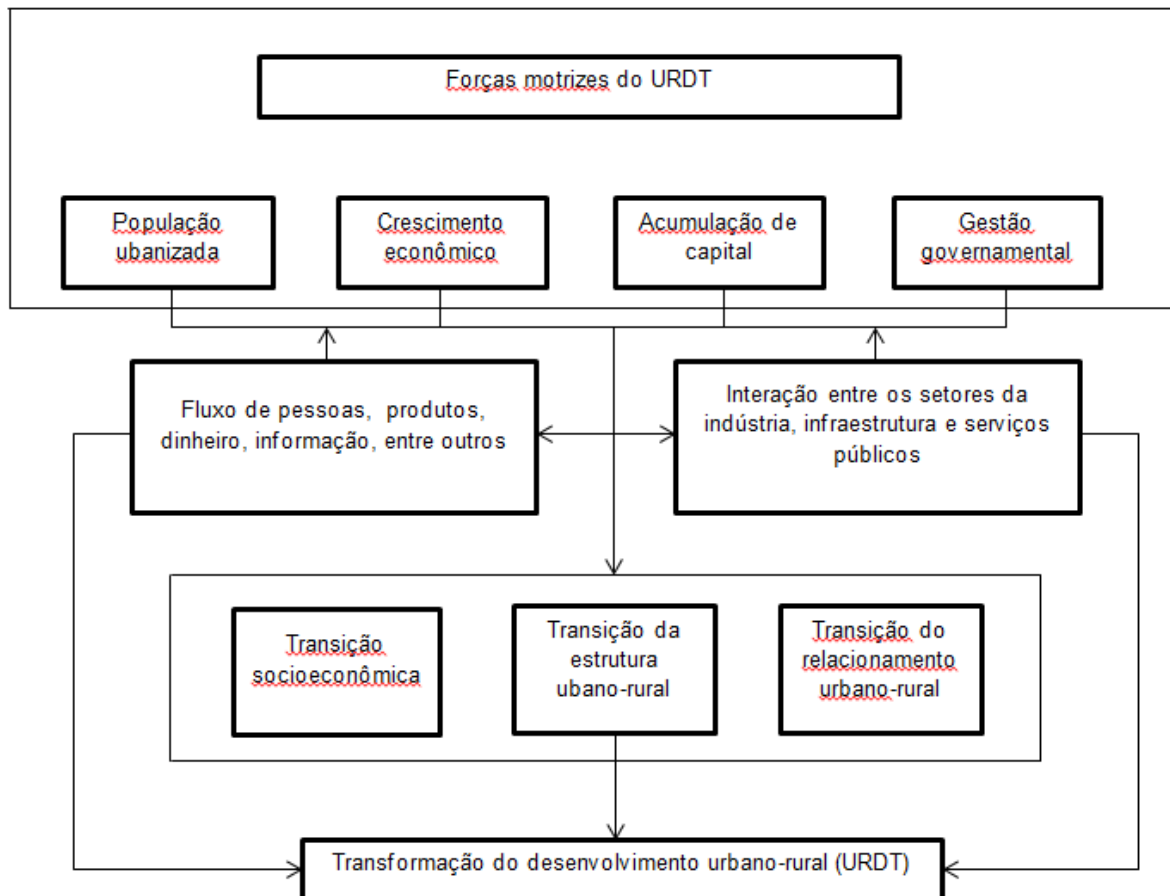 Forças motrizes do URDT
População
ubanizada
Crescimento
econômico
Acumulação de
capital
Gestão
governamental
Fluxo de pessoas, produtos,
dinheiro, informação, entre outros
Interação entre os setores da
indústria, infraestrutura e serviços
públicos
Transição
socioeconômica
Transição da
estrutura
ubano-rural
Transição do
relacionamento
urbano-rural
Transformação do desenvolvimento urbano-rural (URDT)